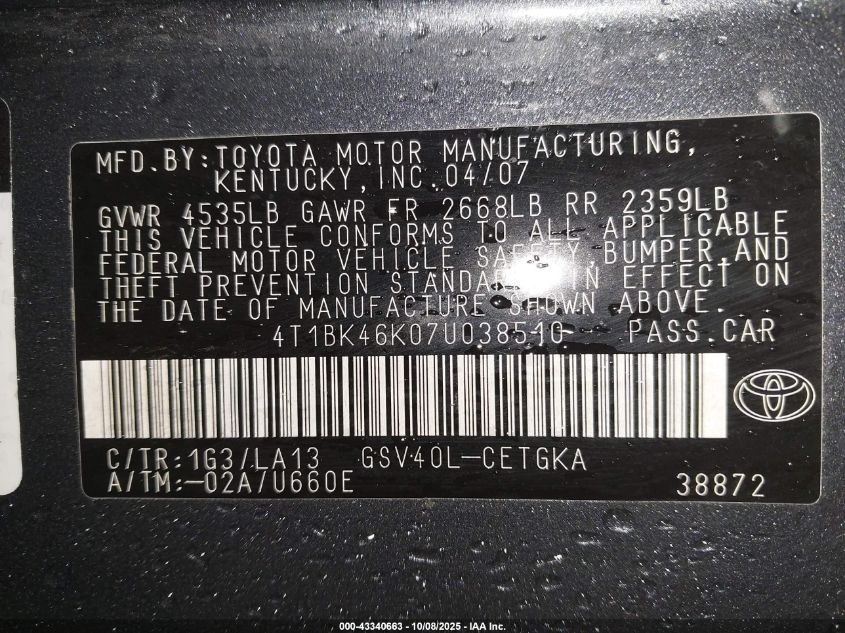 MFD.BY:TOYOTA MOTOR MANUFACTURING,
KENTUCKY,INC.04/07
GVWR 4535LB GAWR FR 2668LB RR 2359LB
THIS VEHICLE CONFORMS TO ALL APPLICABLE
FEDERAL MOTOR VEHICLE SAFETY,BUMPER,AND
THEFT PREVENTION STANDARDS IN EFFECT ON
THE DATE OF MANUFACTURE SHOWN ABOVE.
4T1BK46K07U038510 PASS.CAR
C/TR:1G3/LA13 GSV40L-CETGKA
A/TM:-02A/U660E 38872
000-43340663 - 10/08/2025 - IAA Inc.